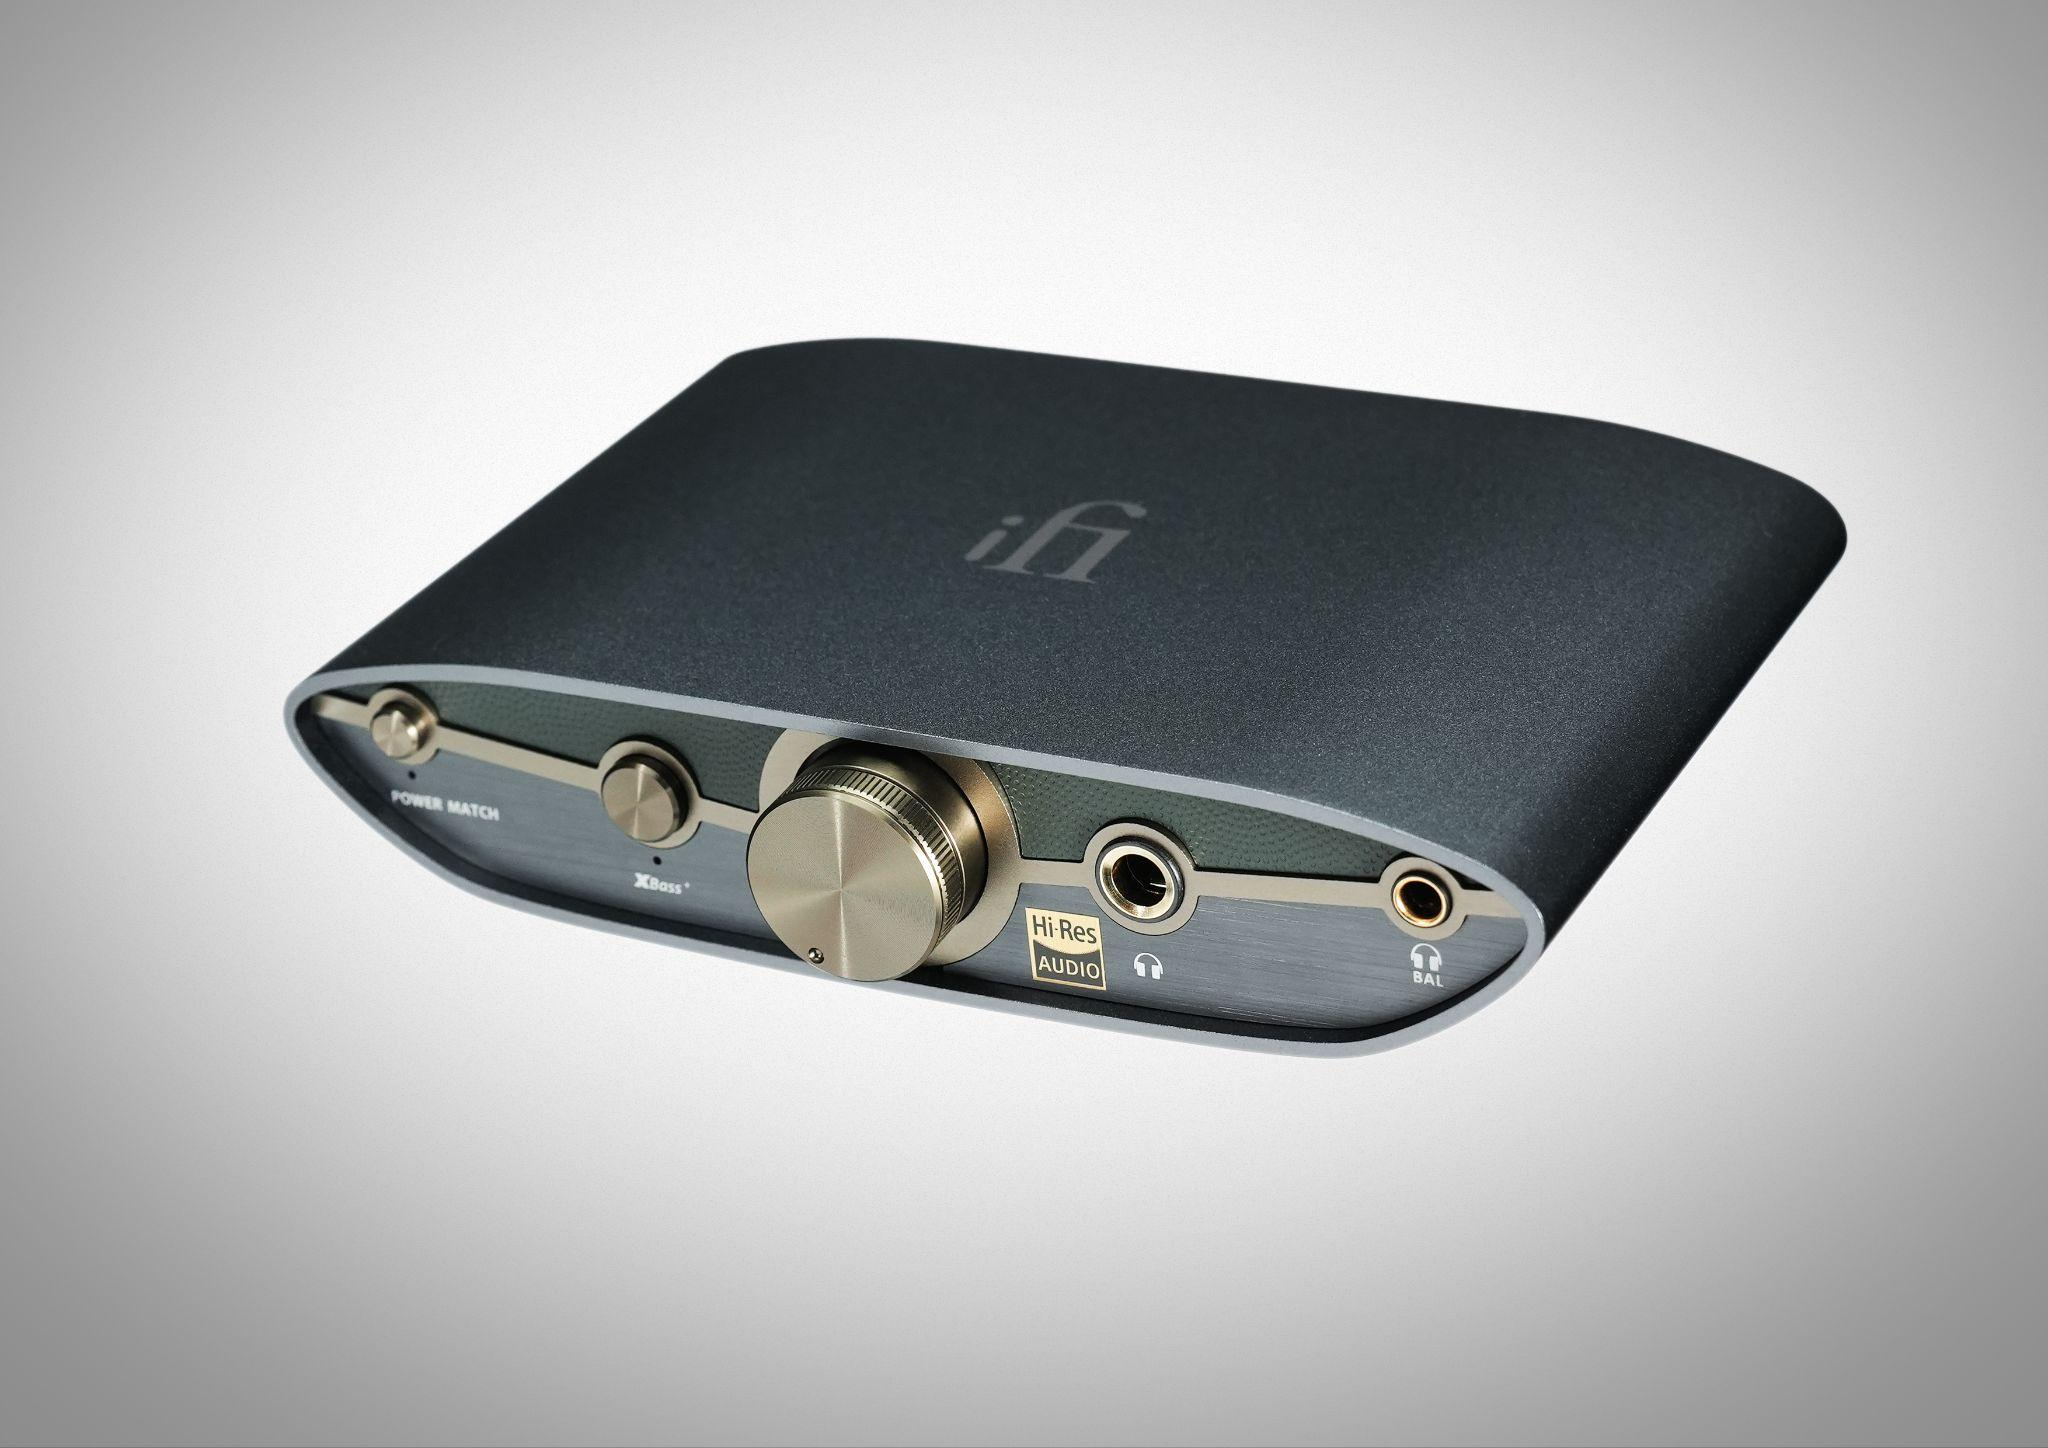 ifi
POWER MATCH
XBass+
Hi-Res
AUDIO
BAL